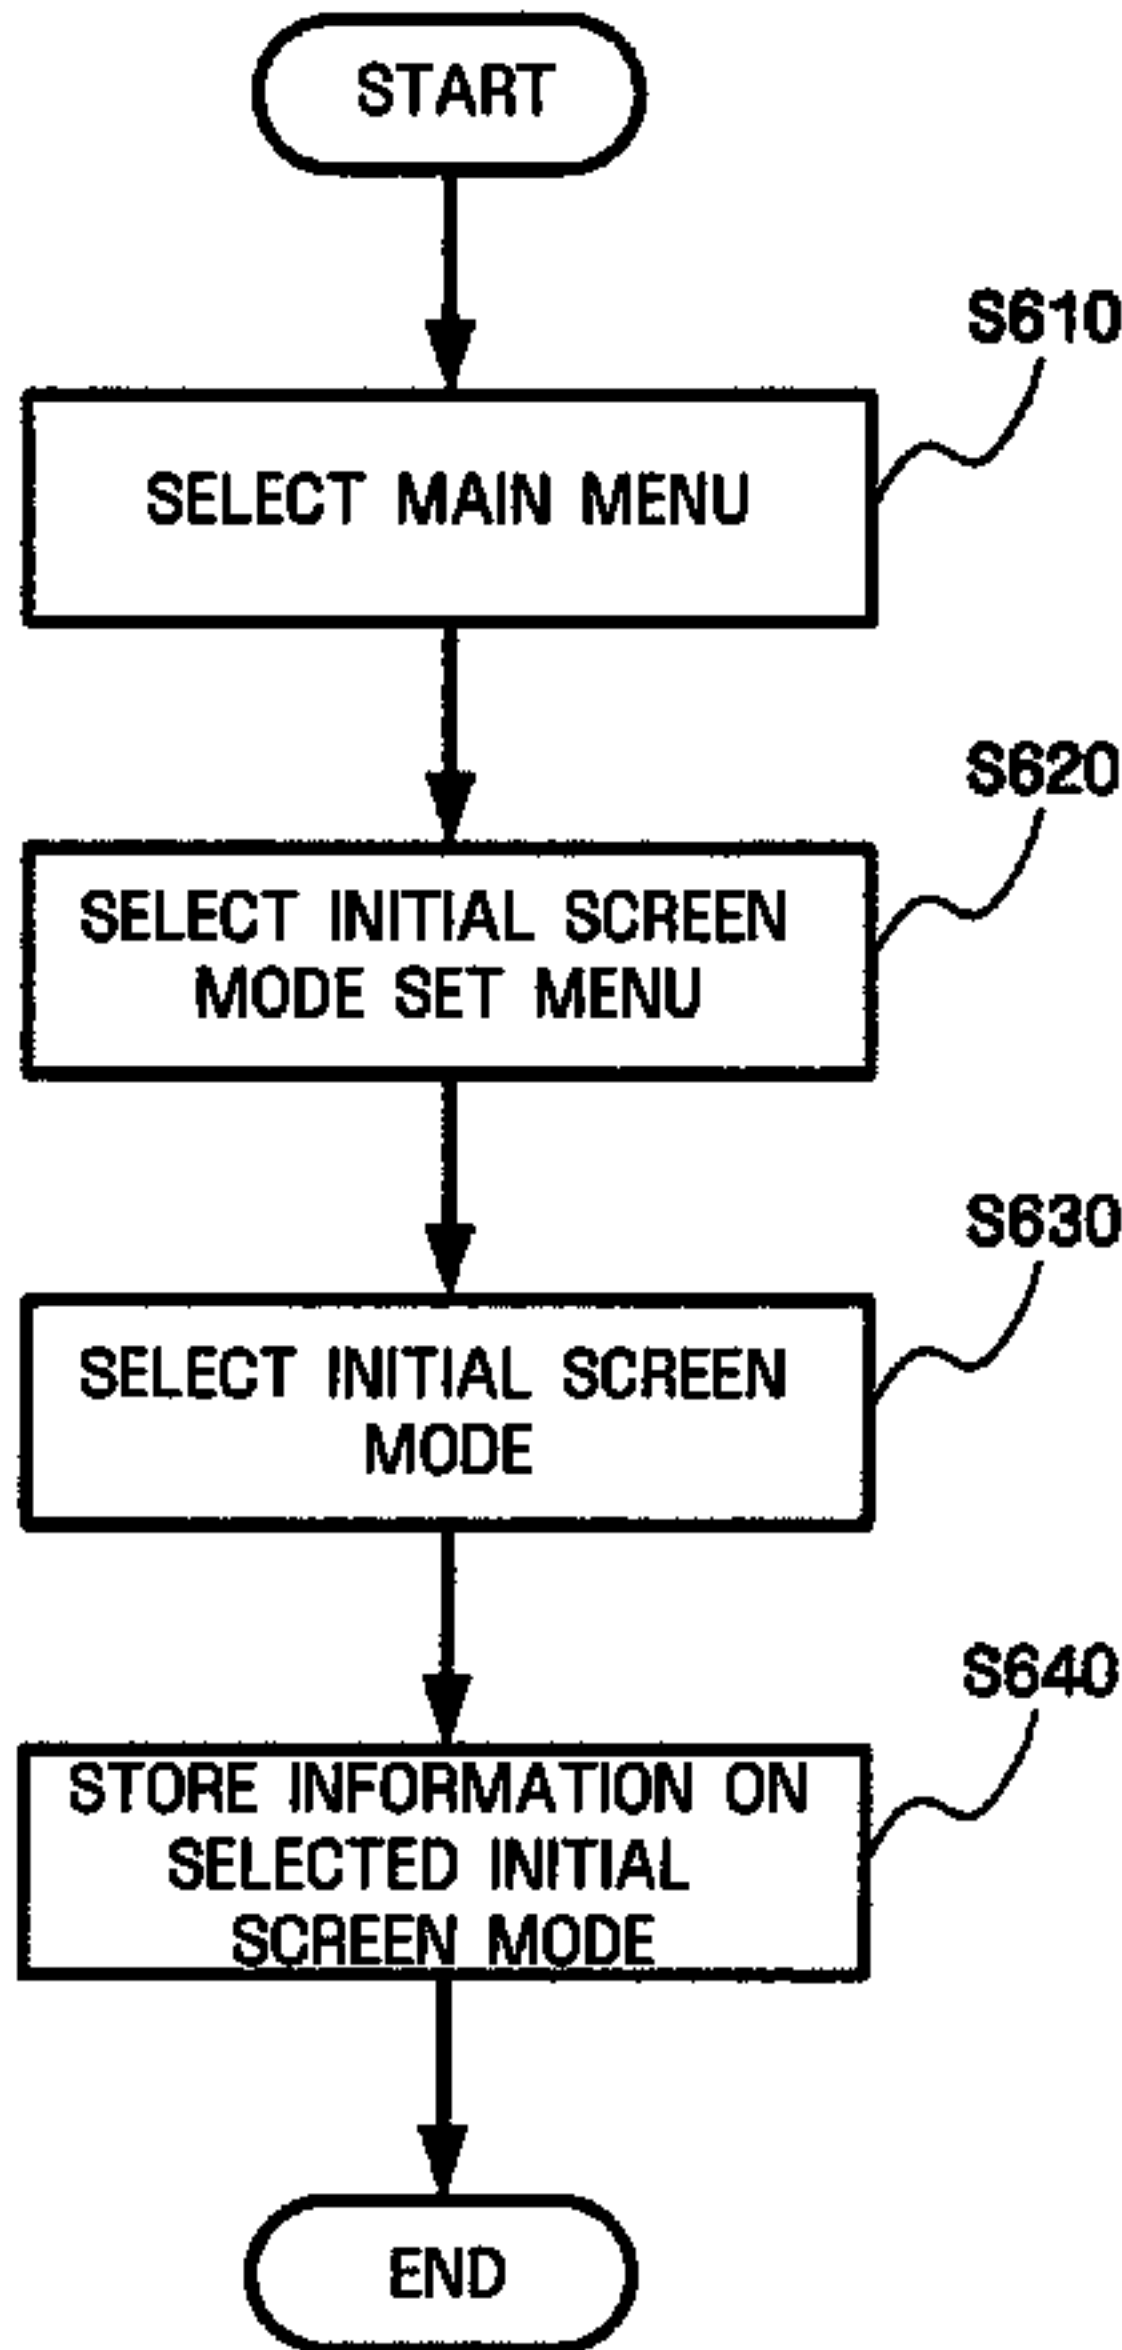 START
S610
SELECT MAIN MENU
S620
SELECT INITIAL SCREEN
MODE SET MENU
S630
SELECT INITIAL SCREEN
MODE
S640
STORE INFORMATION ON
SELECTED INITIAL
SCREEN MODE
END